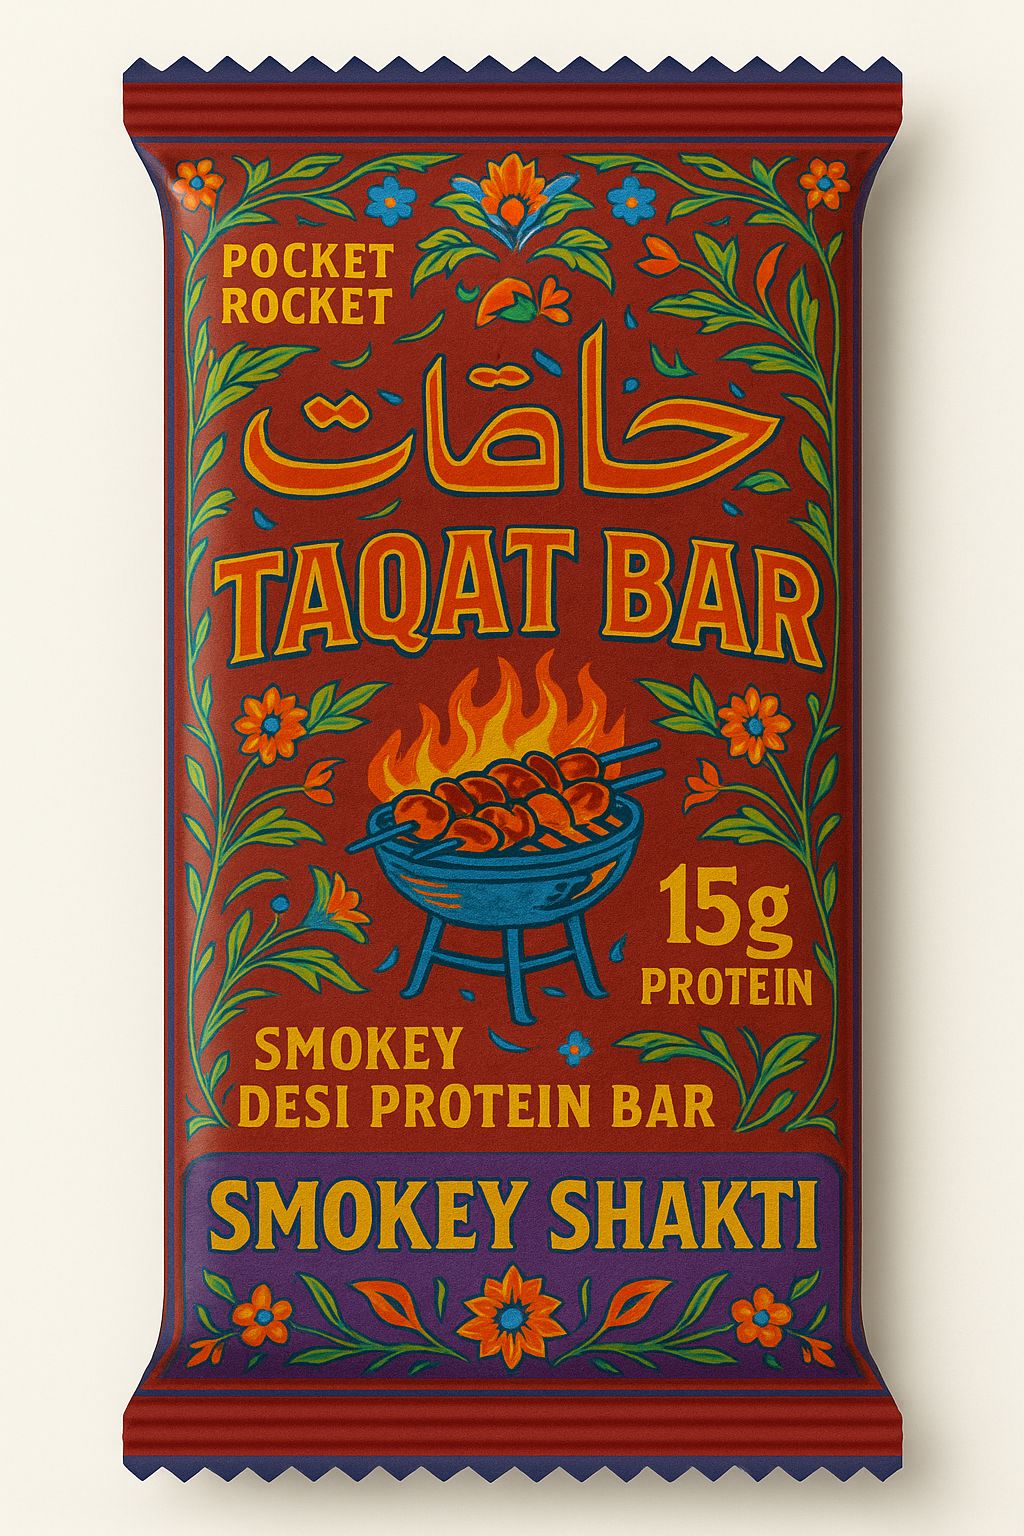 POCKET
ROCKET
حاقات
TAQAT BAR
15g
PROTEIN
SMOKEY
DESI PROTEIN BAR
SMOKEY SHAKTI